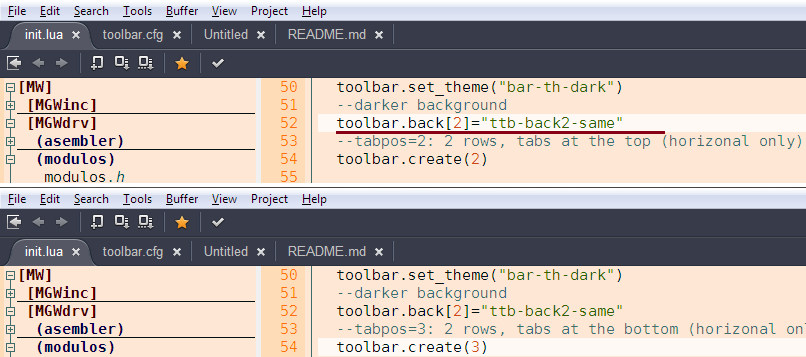 File Edit Search Tools Buffer View Project Help
init.lua × toolbar.cfg × Untitled × README.md ×
[MW]
[MGWinc]
[MGWdrv]
(asembler)
(modulos)
modulos.h
50 toolbar.set_theme("bar-th-dark")
51 --darker background
52 toolbar.back[2]="ttb-back2-same"
53 --tabpos=2: 2 rows, tabs at the top (horizonal only)
54 toolbar.create(2)
55
File Edit Search Tools Buffer View Project Help
init.lua × toolbar.cfg × Untitled × README.md ×
[MW]
[MGWinc]
[MGWdrv]
(asembler)
(modulos)
50 toolbar.set_theme("bar-th-dark")
51 --darker background
52 toolbar.back[2]="ttb-back2-same"
53 --tabpos=3: 2 rows, tabs at the bottom (horizonal onl
54 toolbar.create(3)